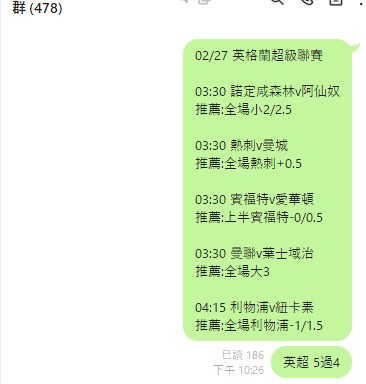 群 (478)
02/27 英格蘭超級聯賽
03:30 諾定咸森林v阿仙奴
推薦:全場小2/2.5
03:30 熱刺v曼城
推薦:全場熱刺+0.5
03:30 賓福特v愛華頓
推薦:上半賓福特-0/0.5
03:30 曼聯v葉士域治
推薦:全場大3
04:15 利物浦v紐卡素
推薦:全場利物浦-1/1.5
已讀 186
下午 10:26
英超 5過4